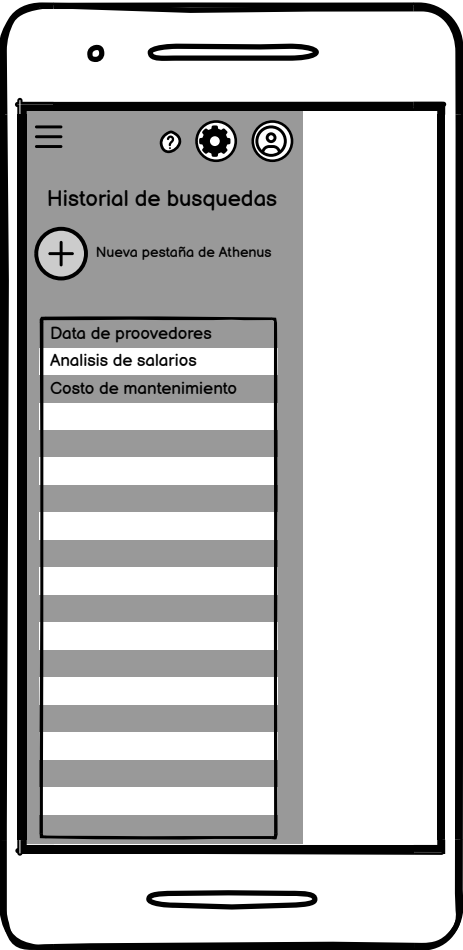 ?
Historial de busquedas
Nueva pestaña de Athenus
Data de proovedores
Analisis de salarios
Costo de mantenimiento